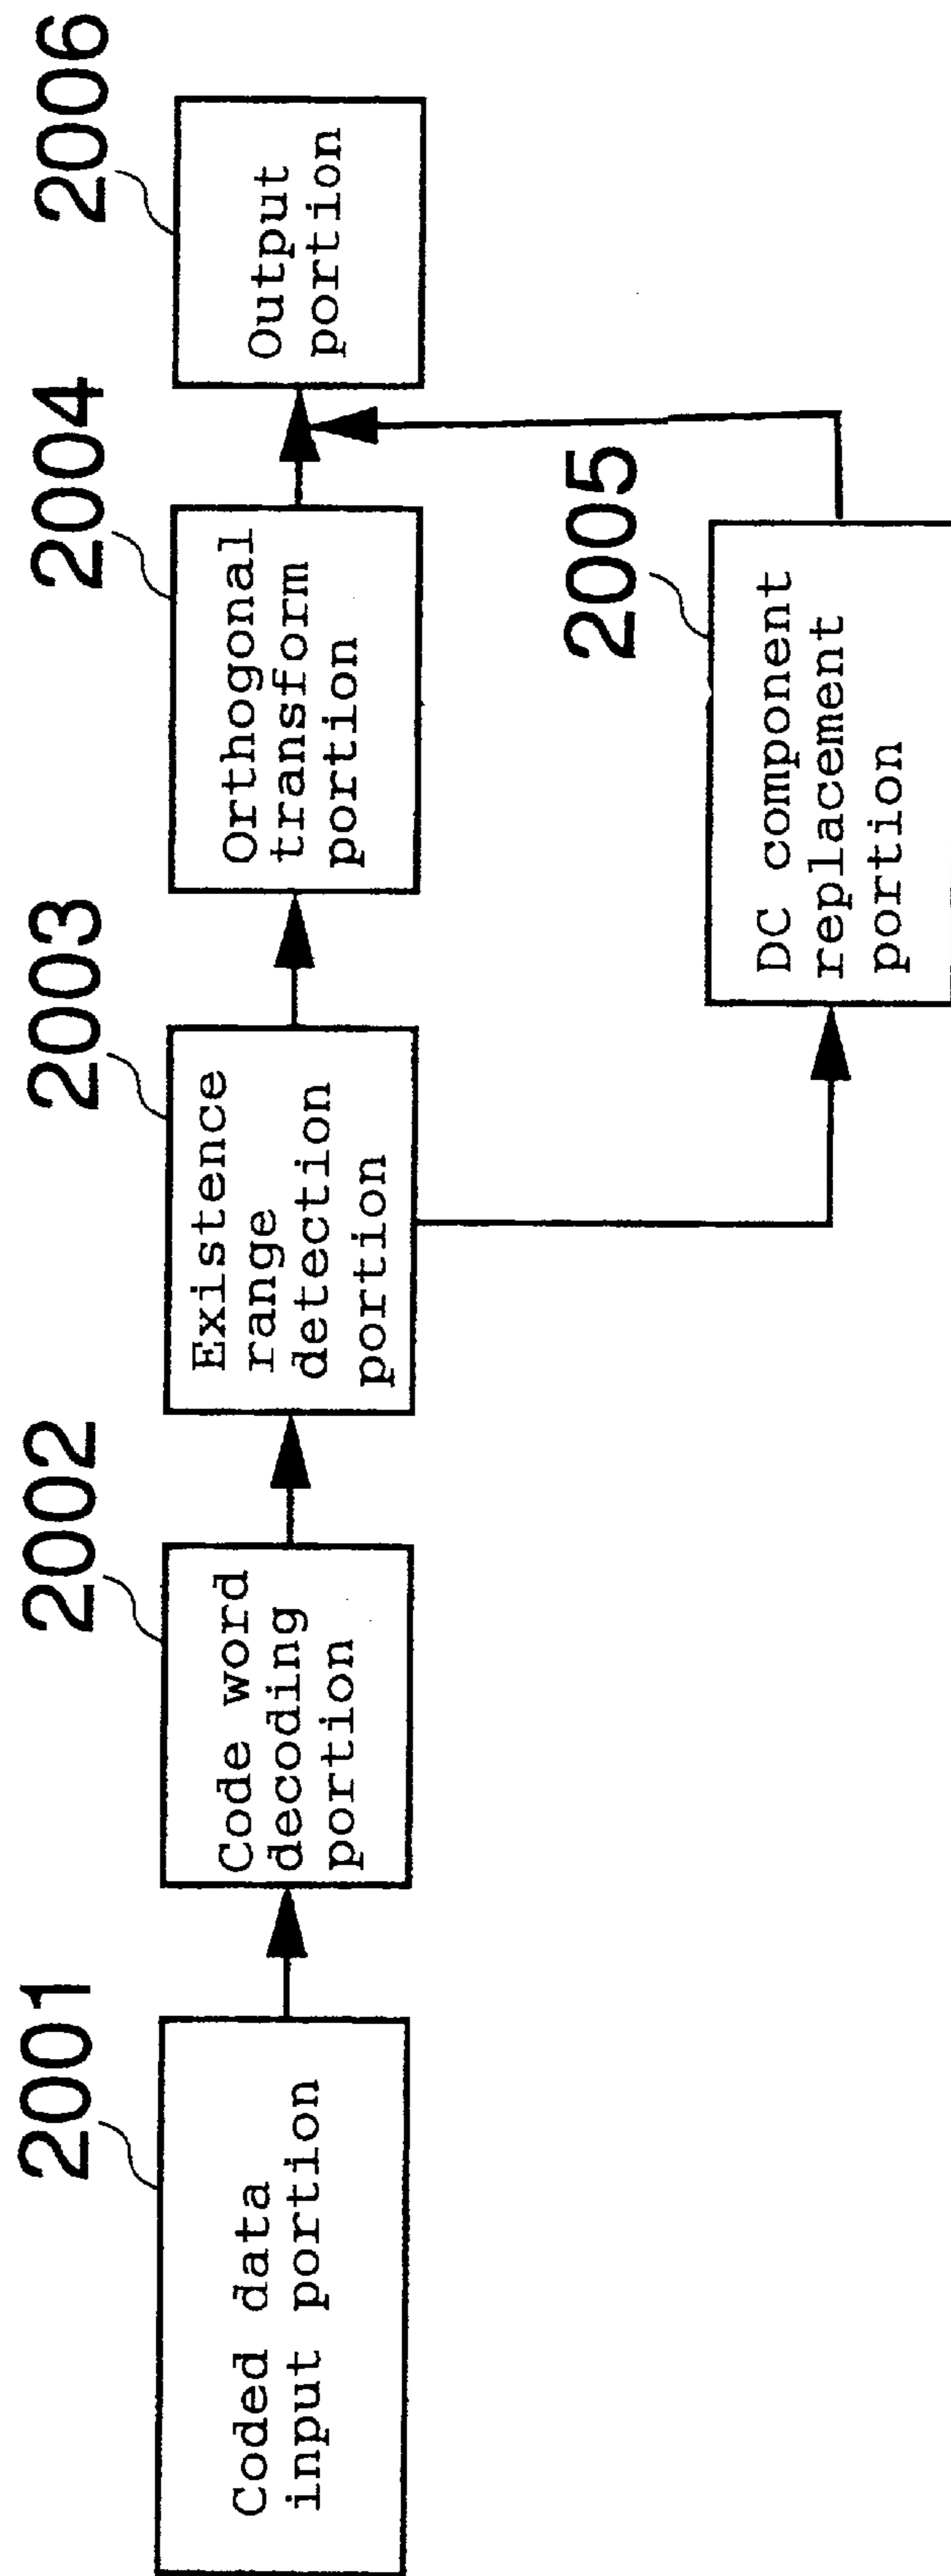 2001
Coded data
input portion
2002
Code word
decoding
portion
2003
Existence
range
detection
portion
2004
Orthogonal
transform
portion
2005
DC component
replacement
portion
2006
Output
portion